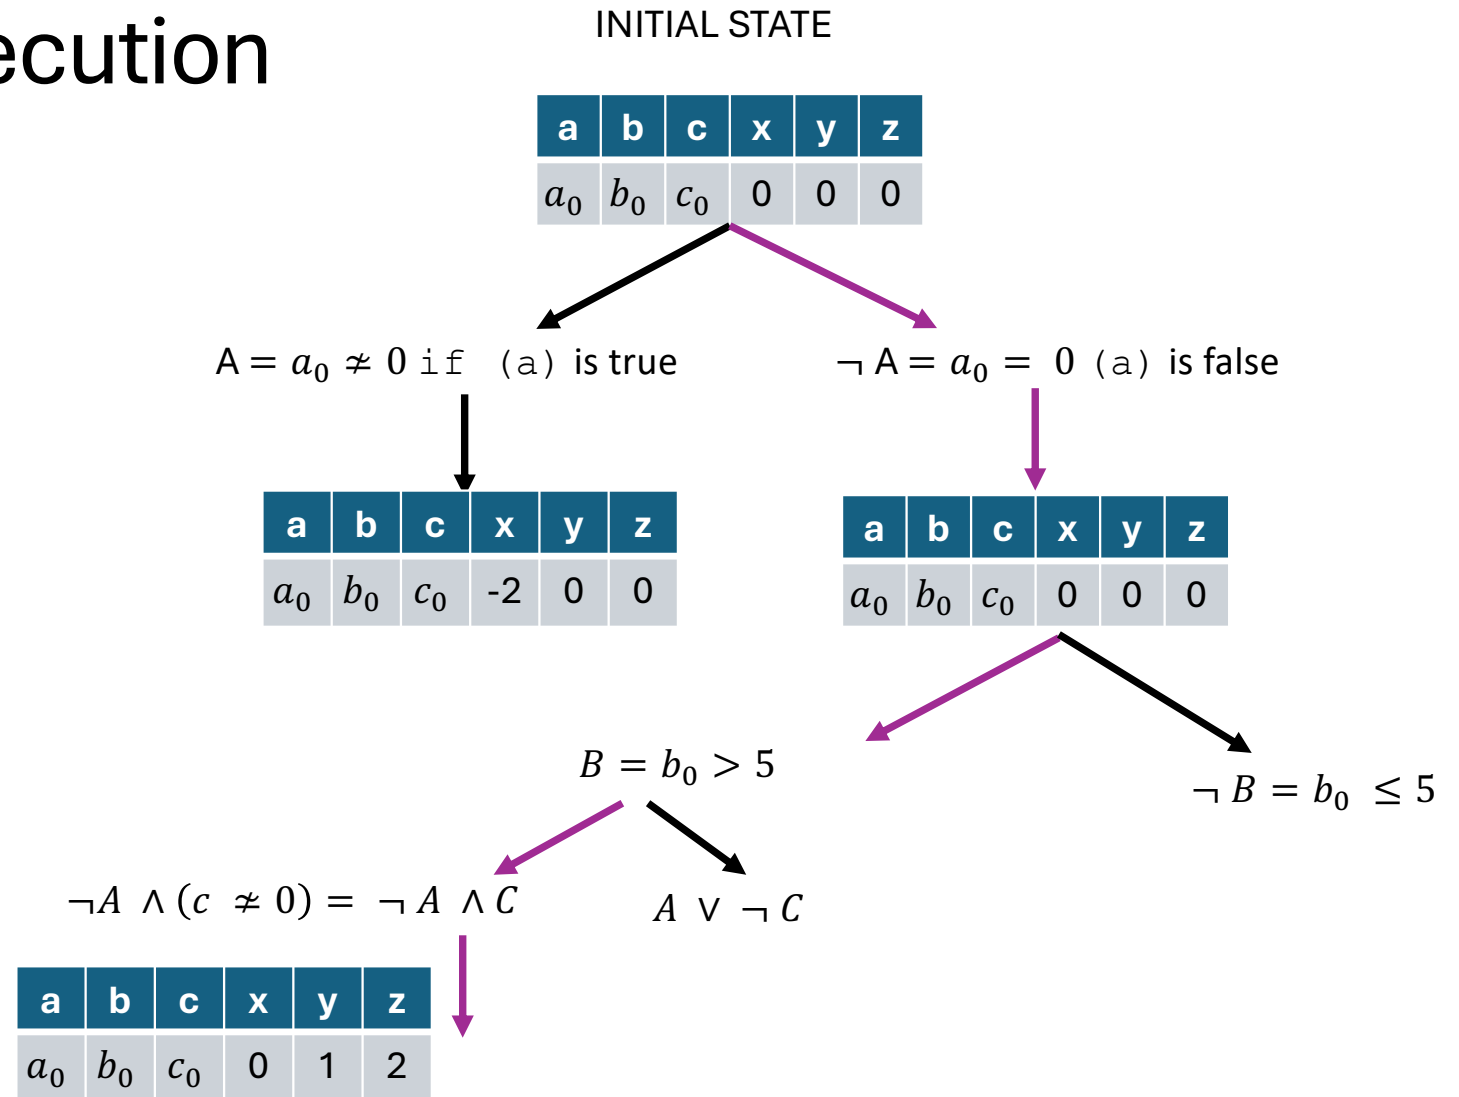 ecution
INITIAL STATE
a b c x y z
𝑎₀ 𝑏₀ 𝑐₀ 0 0 0
A = 𝑎₀ ≄ 0 if (a) is true
¬ A = 𝑎₀ = 0 (a) is false
a b c x y z
𝑎₀ 𝑏₀ 𝑐₀ -2 0 0
a b c x y z
𝑎₀ 𝑏₀ 𝑐₀ 0 0 0
𝐵 = 𝑏₀ > 5
¬ 𝐵 = 𝑏₀ ≤ 5
¬𝐴 ∧ (𝑐 ≄ 0) = ¬ 𝐴 ∧ 𝐶
𝐴 ∨ ¬ 𝐶
a b c x y z
𝑎₀ 𝑏₀ 𝑐₀ 0 1 2